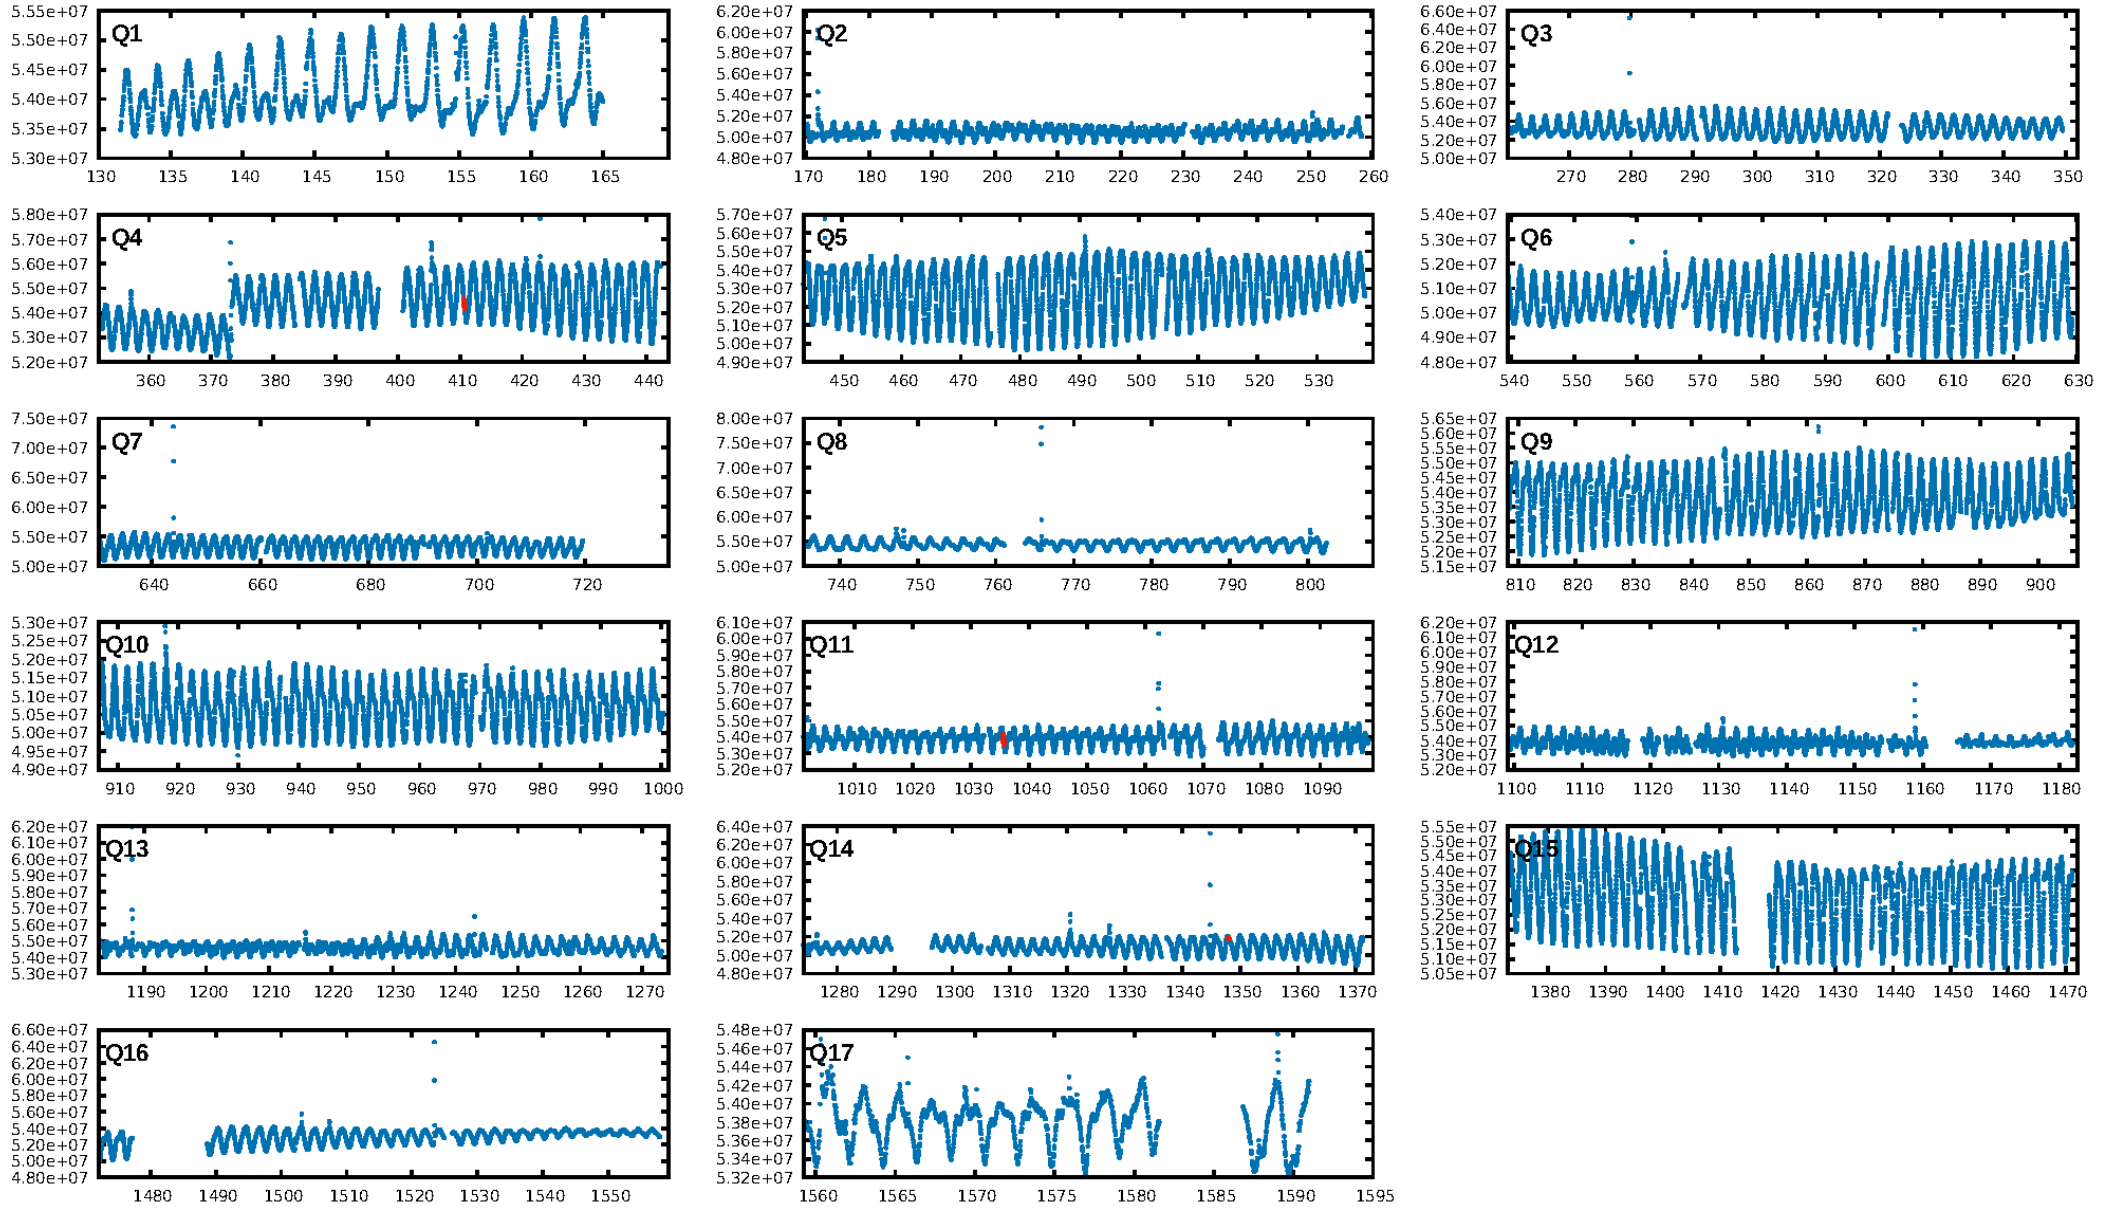 5.55e+07 5.50e+07 5.45e+07 5.40e+07 5.35e+07 5.30e+07
Q1
130 135 140 145 150 155 160 165
6.20e+07 6.00e+07 5.80e+07 5.60e+07 5.40e+07 5.20e+07 5.00e+07 4.80e+07
Q2
170 180 190 200 210 220 230 240 250 260
6.60e+07 6.40e+07 6.20e+07 6.00e+07 5.80e+07 5.60e+07 5.40e+07 5.20e+07 5.00e+07
Q3
270 280 290 300 310 320 330 340 350
5.80e+07 5.70e+07 5.60e+07 5.50e+07 5.40e+07 5.30e+07 5.20e+07
Q4
360 370 380 390 400 410 420 430 440
5.70e+07 5.60e+07 5.50e+07 5.40e+07 5.30e+07 5.20e+07 5.10e+07 5.00e+07 4.90e+07
Q5
450 460 470 480 490 500 510 520 530
5.40e+07 5.30e+07 5.20e+07 5.10e+07 5.00e+07 4.90e+07 4.80e+07
Q6
540 550 560 570 580 590 600 610 620 630
7.50e+07 7.00e+07 6.50e+07 6.00e+07 5.50e+07 5.00e+07
Q7
640 660 680 700 720
8.00e+07 7.50e+07 7.00e+07 6.50e+07 6.00e+07 5.50e+07 5.00e+07
Q8
740 750 760 770 780 790 800
5.65e+07 5.60e+07 5.55e+07 5.50e+07 5.45e+07 5.40e+07 5.35e+07 5.30e+07 5.25e+07 5.20e+07 5.15e+07
Q9
810 820 830 840 850 860 870 880 890 900
5.30e+07 5.25e+07 5.20e+07 5.15e+07 5.10e+07 5.05e+07 5.00e+07 4.95e+07 4.90e+07
Q10
910 920 930 940 950 960 970 980 990 1000
6.10e+07 6.00e+07 5.90e+07 5.80e+07 5.70e+07 5.60e+07 5.50e+07 5.40e+07 5.30e+07 5.20e+07
Q11
1010 1020 1030 1040 1050 1060 1070 1080 1090
6.20e+07 6.10e+07 6.00e+07 5.90e+07 5.80e+07 5.70e+07 5.60e+07 5.50e+07 5.40e+07 5.30e+07 5.20e+07
Q12
1100 1110 1120 1130 1140 1150 1160 1170 1180
6.20e+07 6.10e+07 6.00e+07 5.90e+07 5.80e+07 5.70e+07 5.60e+07 5.50e+07 5.40e+07 5.30e+07
Q13
1190 1200 1210 1220 1230 1240 1250 1260 1270
6.40e+07 6.20e+07 6.00e+07 5.80e+07 5.60e+07 5.40e+07 5.20e+07 5.00e+07 4.80e+07
Q14
1280 1290 1300 1310 1320 1330 1340 1350 1360 1370
5.55e+07 5.50e+07 5.45e+07 5.40e+07 5.35e+07 5.30e+07 5.25e+07 5.20e+07 5.15e+07 5.10e+07 5.05e+07
Q15
1380 1390 1400 1410 1420 1430 1440 1450 1460 1470
6.60e+07 6.40e+07 6.20e+07 6.00e+07 5.80e+07 5.60e+07 5.40e+07 5.20e+07 5.00e+07 4.80e+07
Q16
1480 1490 1500 1510 1520 1530 1540 1550
5.48e+07 5.46e+07 5.44e+07 5.42e+07 5.40e+07 5.38e+07 5.36e+07 5.34e+07 5.32e+07
Q17
1560 1565 1570 1575 1580 1585 1590 1595